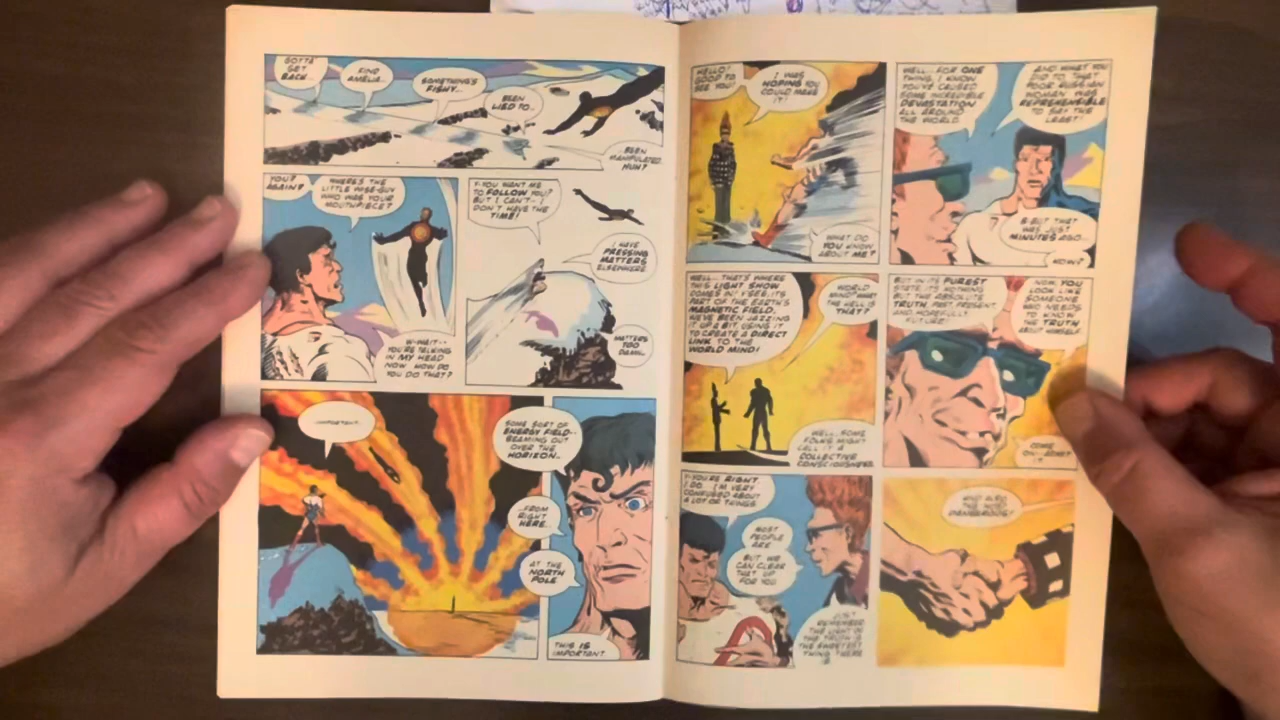 GOTTA
GET
BACK...
FIND
AMELIA...
SOMETHING'S
FISHY...
BEEN
LIED TO...
BEEN
MANIPULATED.
HUH?
YOU?
AGAIN?
WHERE'S THE
LITTLE WISE-GUY
WHO WAS YOUR
MOUTHPIECE?
W-WAIT--
YOU'RE TALKING
IN MY HEAD
NOW. HOW DO
YOU DO THAT?
Y-YOU WANT ME
TO FOLLOW YOU?
BUT I CAN'T-- I
DON'T HAVE THE
TIME!
I HAVE
PRESSING
MATTERS
ELSEWHERE.
MATTERS
TOO
DAMN..
IMPORTANT.
SOME SORT OF
ENERGY FIELD--
BEAMING OUT
OVER THE
HORIZON..
...FROM
RIGHT
HERE...
AT THE
NORTH
POLE
THIS IS
IMPORTANT
HELLO!
GOOD TO
SEE YOU!
I WAS
HOPING YOU
COULD MAKE
IT!
WHAT DO
YOU KNOW
ABOUT ME?
WELL.. FOR ONE
THING, I KNOW
YOU'VE CAUSED
SOME INCREDIBLE
DEVASTATION
ALL AROUND
THE WORLD.
AND WHAT YOU
DID TO THAT
POOR RUSSIAN
WOMAN WAS
REPREHENSIBLE
TO SAY THE
LEAST!
B-BUT THAT
WAS JUST
MINUTES AGO...
HOW?
WELL.. THAT'S WHERE
THIS LIGHT SHOW
COMES IN! Y'SEE, IT'S
PART OF THE EARTH'S
MAGNETIC FIELD.
WE'VE BEEN JAZZING
IT UP A BIT, USING IT
TO CREATE A DIRECT
LINK TO THE
WORLD MIND!
WORLD
MIND? WHAT
THE HELL IS
THAT?
WELL, SOME
FOLKS MIGHT
CALL IT A
COLLECTIVE
CONSCIOUSNESS.
BUT IN ITS PUREST
STATE IT'S NOTHING
BUT THE ABSOLUTE
TRUTH, PAST, PRESENT
AND HOPEFULLY
FUTURE!
NOW, YOU
LOOK LIKE
SOMEONE
WHO NEEDS
TO KNOW
THE TRUTH
ABOUT HIMSELF.
COME
ON.. ADMIT
IT.
Y-YOU'RE RIGHT.
I DO. I'M VERY
CONFUSED ABOUT
A LOT OF THINGS.
MOST
PEOPLE
ARE.
BUT WE
CAN CLEAR
THAT UP
FOR YOU
JUST
REMEMBER
THE LIGHT OF
THE TRUTH IS
THE SWEETEST
THING THERE
IS
AND ALSO
THE MOST
DANGEROUS!